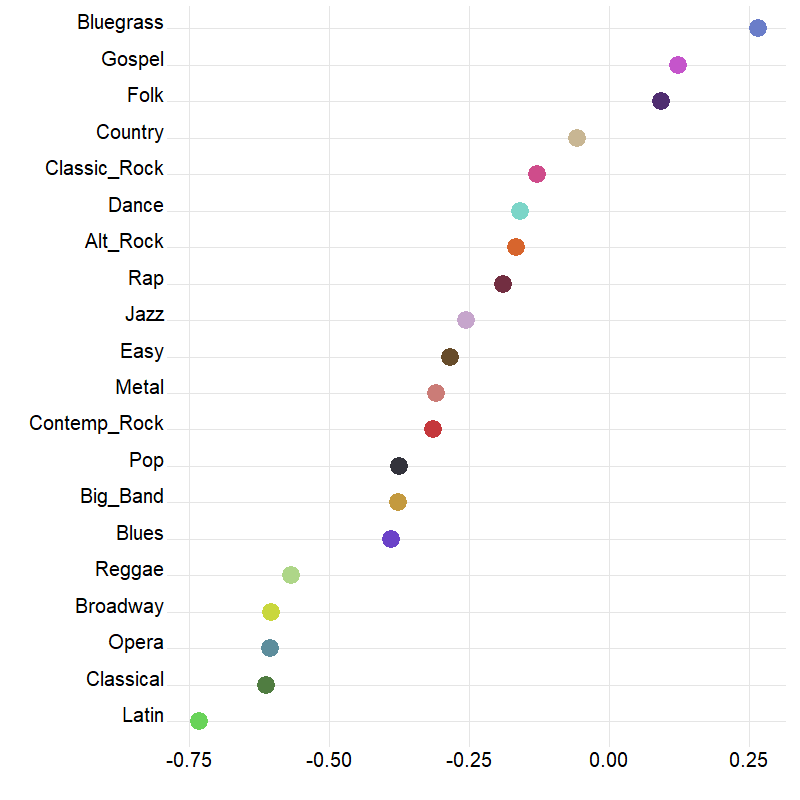 Bluegrass
Gospel
Folk
Country
Classic_Rock
Dance
Alt_Rock
Rap
Jazz
Easy
Metal
Contemp_Rock
Pop
Big_Band
Blues
Reggae
Broadway
Opera
Classical
Latin
-0.75 -0.50 -0.25 0.00 0.25